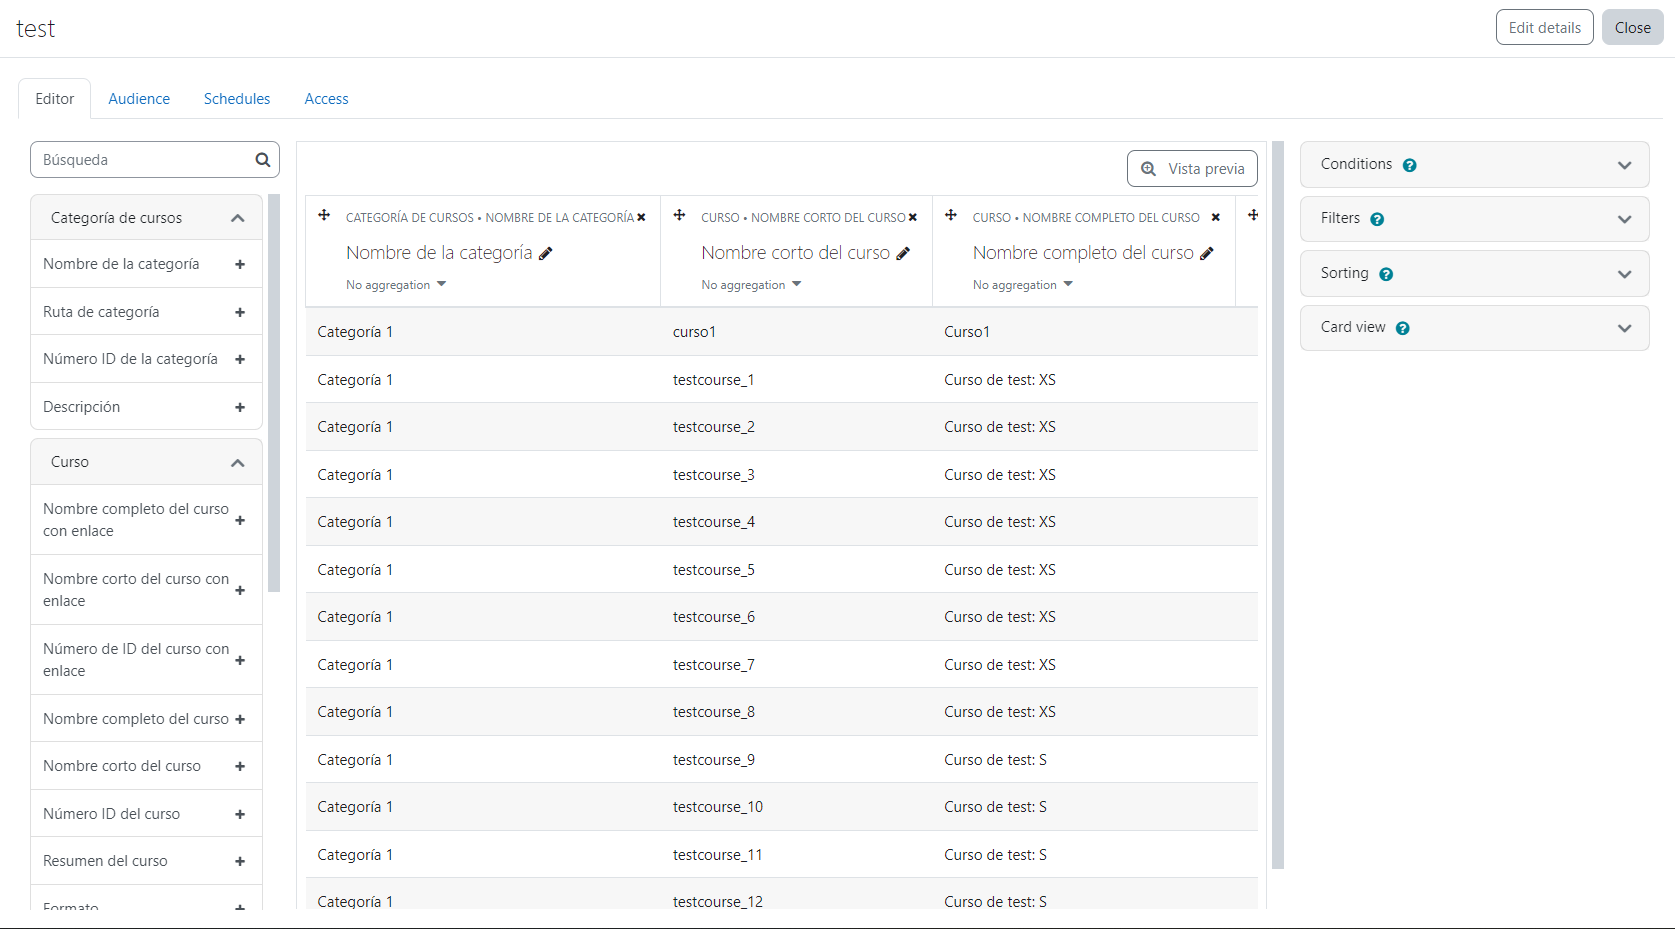 test
Edit details
Close
Editor
Audience
Schedules
Access
Búsqueda
Categoría de cursos
Nombre de la categoría
Ruta de categoría
Número ID de la categoría
Descripción
Curso
Nombre completo del curso
con enlace
Nombre corto del curso con
enlace
Número de ID del curso con
enlace
Nombre completo del curso
Nombre corto del curso
Número ID del curso
Resumen del curso
Formato
Vista previa
CATEGORÍA DE CURSOS • NOMBRE DE LA CATEGORÍA
CURSO • NOMBRE CORTO DEL CURSO
CURSO • NOMBRE COMPLETO DEL CURSO
Nombre de la categoría
Nombre corto del curso
Nombre completo del curso
No aggregation
No aggregation
No aggregation
Categoría 1 curso1 Curso1
Categoría 1 testcourse_1 Curso de test: XS
Categoría 1 testcourse_2 Curso de test: XS
Categoría 1 testcourse_3 Curso de test: XS
Categoría 1 testcourse_4 Curso de test: XS
Categoría 1 testcourse_5 Curso de test: XS
Categoría 1 testcourse_6 Curso de test: XS
Categoría 1 testcourse_7 Curso de test: XS
Categoría 1 testcourse_8 Curso de test: XS
Categoría 1 testcourse_9 Curso de test: S
Categoría 1 testcourse_10 Curso de test: S
Categoría 1 testcourse_11 Curso de test: S
Categoría 1 testcourse_12 Curso de test: S
Conditions ?
Filters ?
Sorting ?
Card view ?